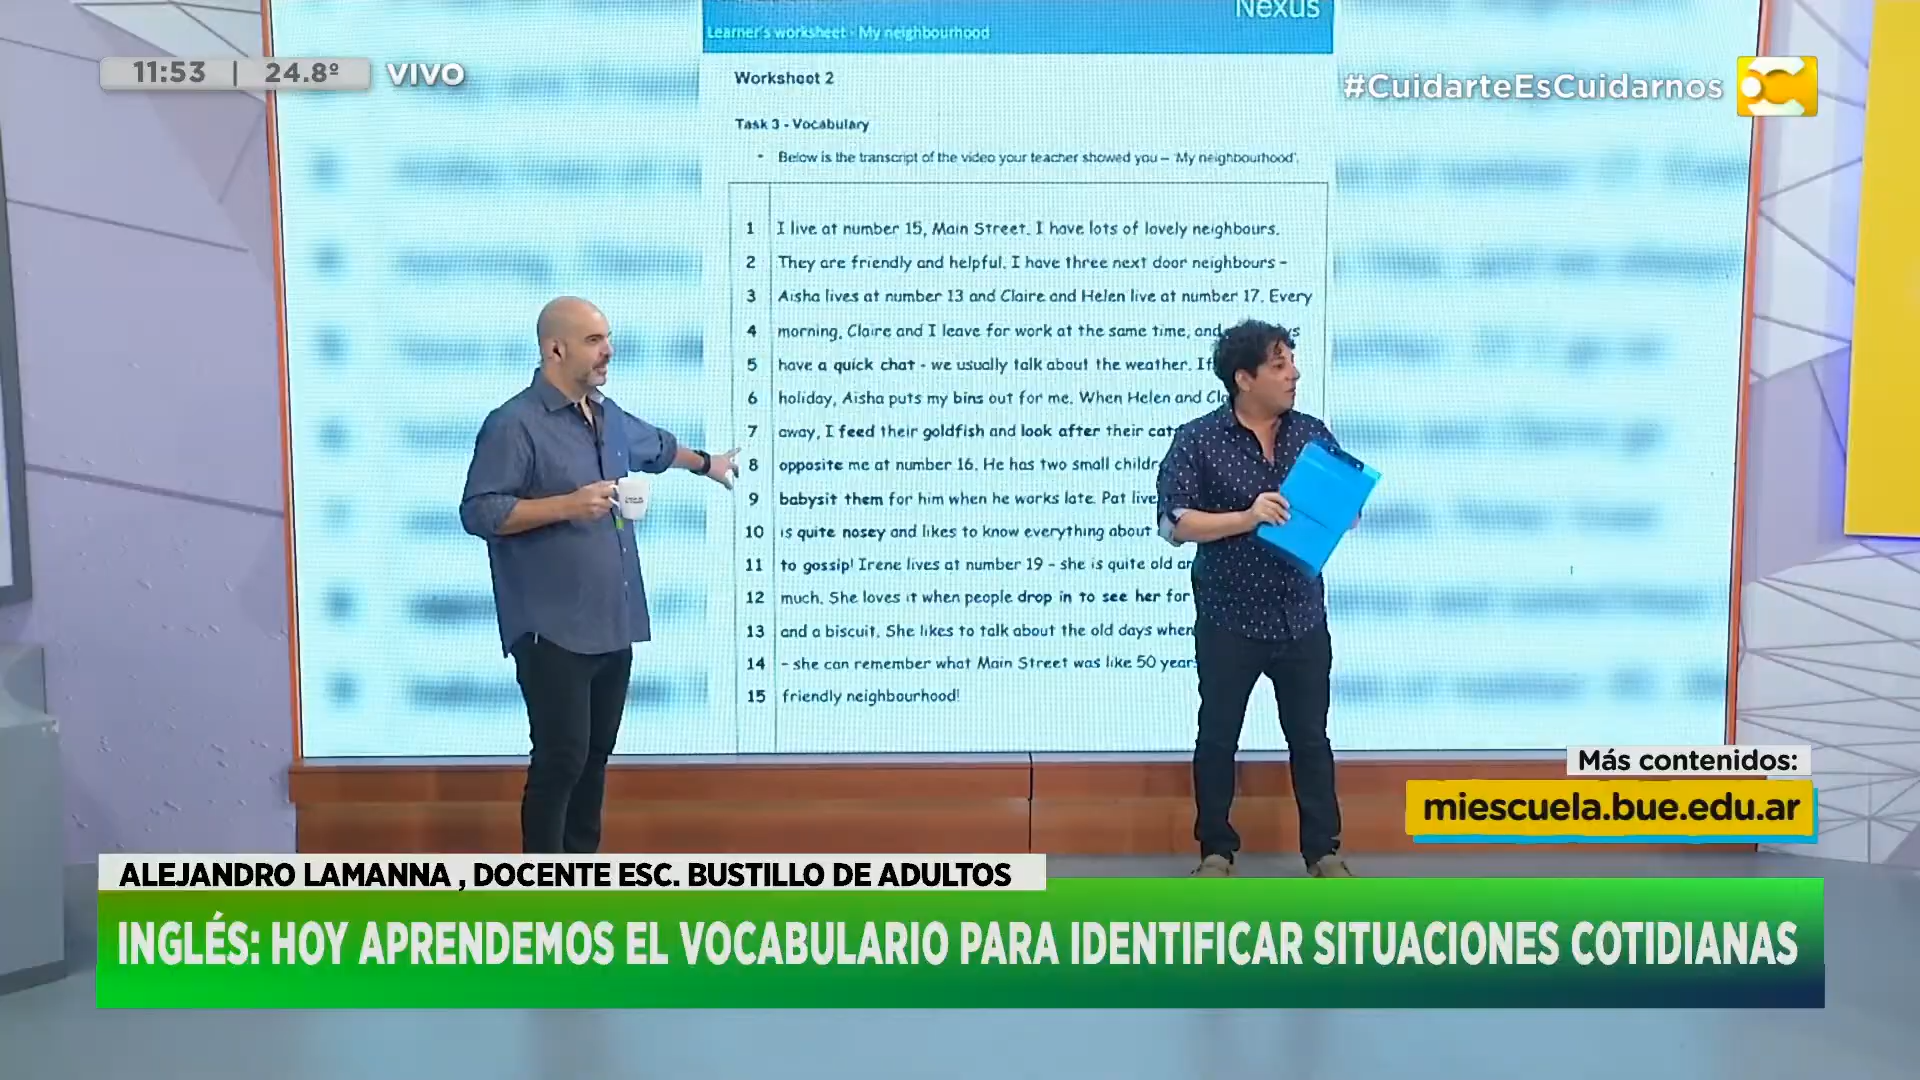 Nexus
Learner's worksheet - My neighbourhood
11:53 | 24.8º VIVO
#CuidarteEsCuidarnos
Worksheet 2
Task 3 - Vocabulary
• Below is the transcript of the video your teacher showed you – 'My neighbourhood'.
1 I live at number 15, Main Street. I have lots of lovely neighbours.
2 They are friendly and helpful. I have three next door neighbours –
3 Aisha lives at number 13 and Claire and Helen live at number 17. Every
4 morning, Claire and I leave for work at the same time, and
5 have a quick chat – we usually talk about the weather. If
6 holiday, Aisha puts my bins out for me. When Helen and
7 away, I feed their goldfish and look after their
8 opposite me at number 16. He has two small
9 babysit them for him when he works late. Pat
10 is quite nosey and likes to know everything about
11 to gossip! Irene lives at number 19 – she is quite old
12 much. She loves it when people drop in to see her for
13 and a biscuit. She likes to talk about the old days when
14 – she can remember what Main Street was like 50
15 friendly neighbourhood!
Más contenidos:
miescuela.bue.edu.ar
ALEJANDRO LAMANNA , DOCENTE ESC. BUSTILLO DE ADULTOS
INGLÉS: HOY APRENDEMOS EL VOCABULARIO PARA IDENTIFICAR SITUACIONES COTIDIANAS